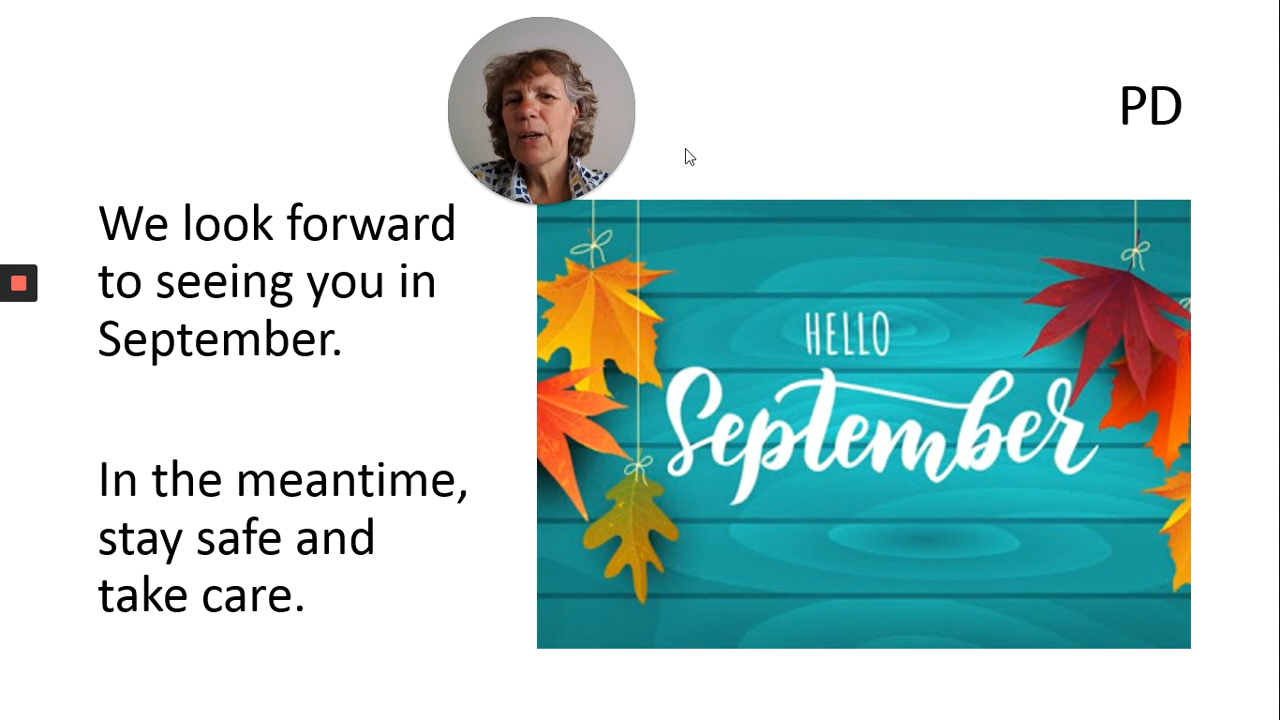 PD
We look forward
to seeing you in
September.
In the meantime,
stay safe and
take care.
HELLO
September